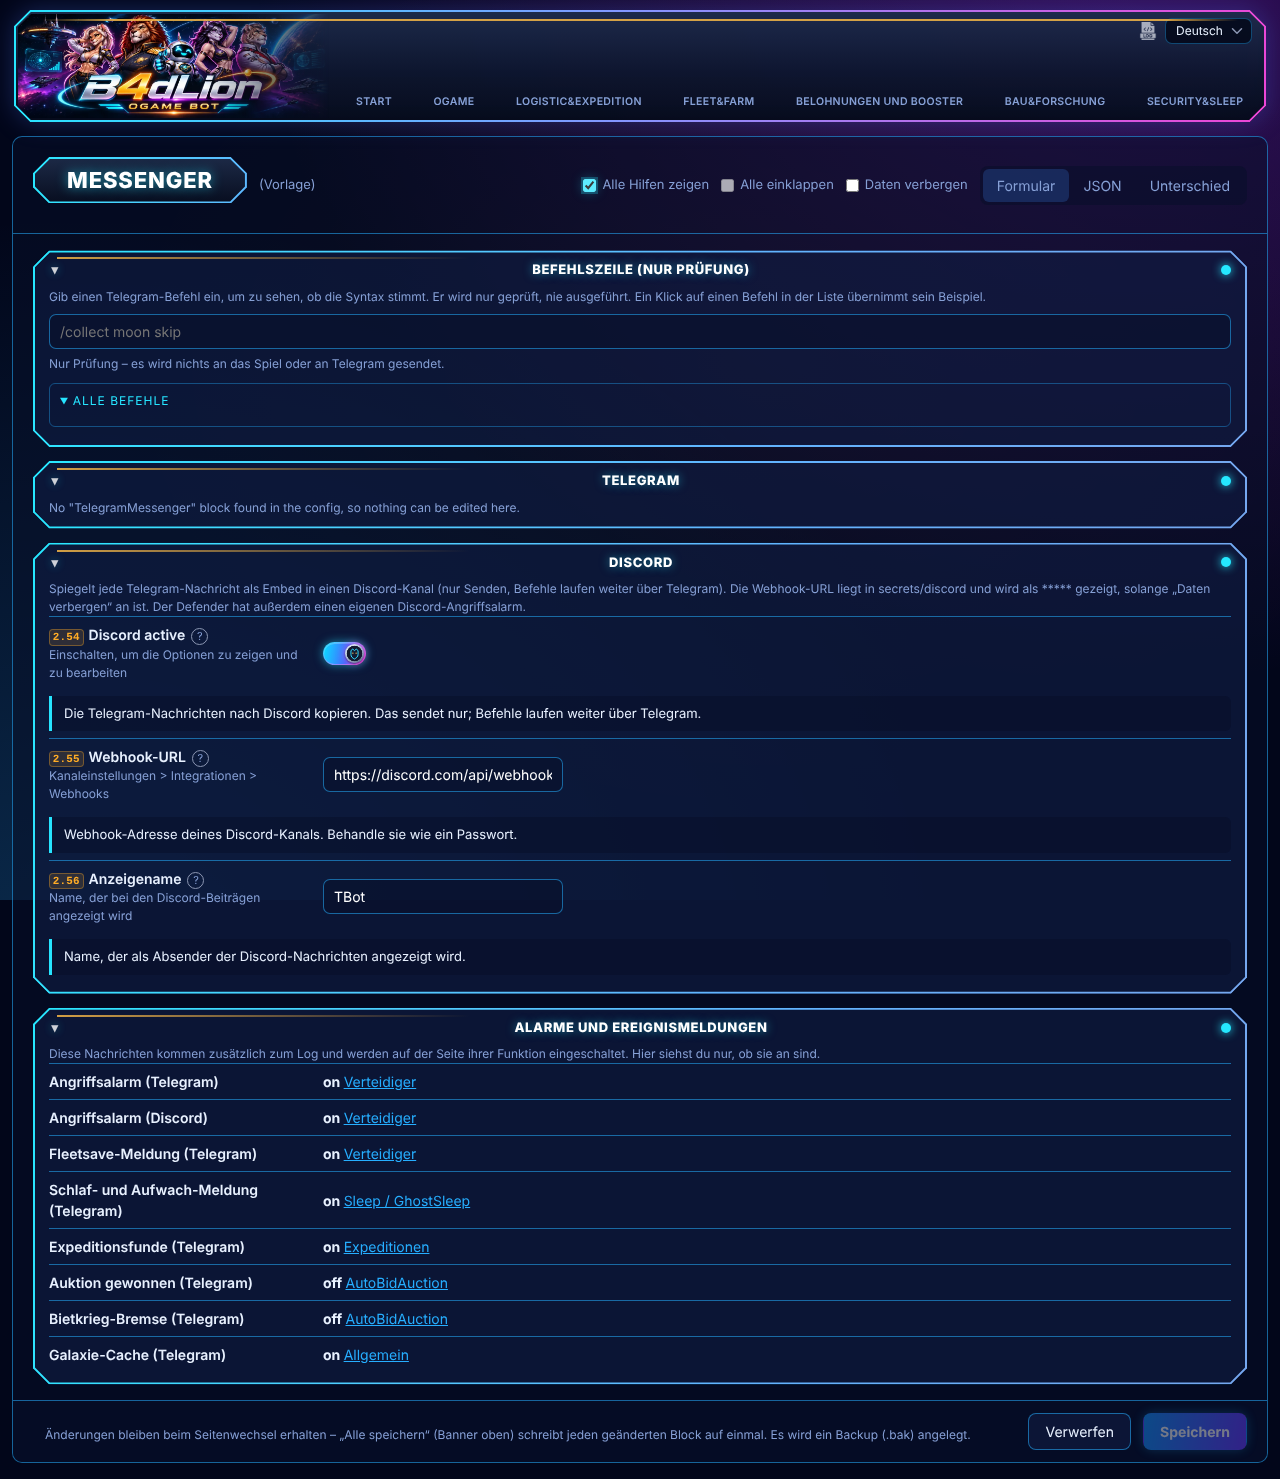 B4dLion
OGAME BOT
LOG
Deutsch
START
OGAME
LOGISTIC&EXPEDITION
FLEET&FARM
BELOHNUNGEN UND BOOSTER
BAU&FORSCHUNG
SECURITY&SLEEP
MESSENGER
(Vorlage)
Alle Hilfen zeigen
Alle einklappen
Daten verbergen
Formular
JSON
Unterschied
▼ BEFEHLSZEILE (NUR PRÜFUNG)
Gib einen Telegram-Befehl ein, um zu sehen, ob die Syntax stimmt. Er wird nur geprüft, nie ausgeführt. Ein Klick auf einen Befehl in der Liste übernimmt sein Beispiel.
/collect moon skip
Nur Prüfung – es wird nichts an das Spiel oder an Telegram gesendet.
▼ ALLE BEFEHLE
▼ TELEGRAM
No "TelegramMessenger" block found in the config, so nothing can be edited here.
▼ DISCORD
Spiegelt jede Telegram-Nachricht als Embed in einen Discord-Kanal (nur Senden, Befehle laufen weiter über Telegram). Die Webhook-URL liegt in secrets/discord und wird als ***** gezeigt, solange „Daten
verbergen“ an ist. Der Defender hat außerdem einen eigenen Discord-Angriffsalarm.
2.54 Discord active ?
Einschalten, um die Optionen zu zeigen und
zu bearbeiten
Die Telegram-Nachrichten nach Discord kopieren. Das sendet nur; Befehle laufen weiter über Telegram.
2.55 Webhook-URL ?
Kanaleinstellungen > Integrationen >
Webhooks
https://discord.com/api/webhook
Webhook-Adresse deines Discord-Kanals. Behandle sie wie ein Passwort.
2.56 Anzeigename ?
Name, der bei den Discord-Beiträgen
angezeigt wird
TBot
Name, der als Absender der Discord-Nachrichten angezeigt wird.
▼ ALARME UND EREIGNISMELDUNGEN
Diese Nachrichten kommen zusätzlich zum Log und werden auf der Seite ihrer Funktion eingeschaltet. Hier siehst du nur, ob sie an sind.
Angriffsalarm (Telegram) on Verteidiger
Angriffsalarm (Discord) on Verteidiger
Fleetsave-Meldung (Telegram) on Verteidiger
Schlaf- und Aufwach-Meldung
(Telegram)
on Sleep / GhostSleep
Expeditionsfunde (Telegram) on Expeditionen
Auktion gewonnen (Telegram) off AutoBidAuction
Bietkrieg-Bremse (Telegram) off AutoBidAuction
Galaxie-Cache (Telegram) on Allgemein
Änderungen bleiben beim Seitenwechsel erhalten – „Alle speichern“ (Banner oben) schreibt jeden geänderten Block auf einmal. Es wird ein Backup (.bak) angelegt.
Verwerfen
Speichern